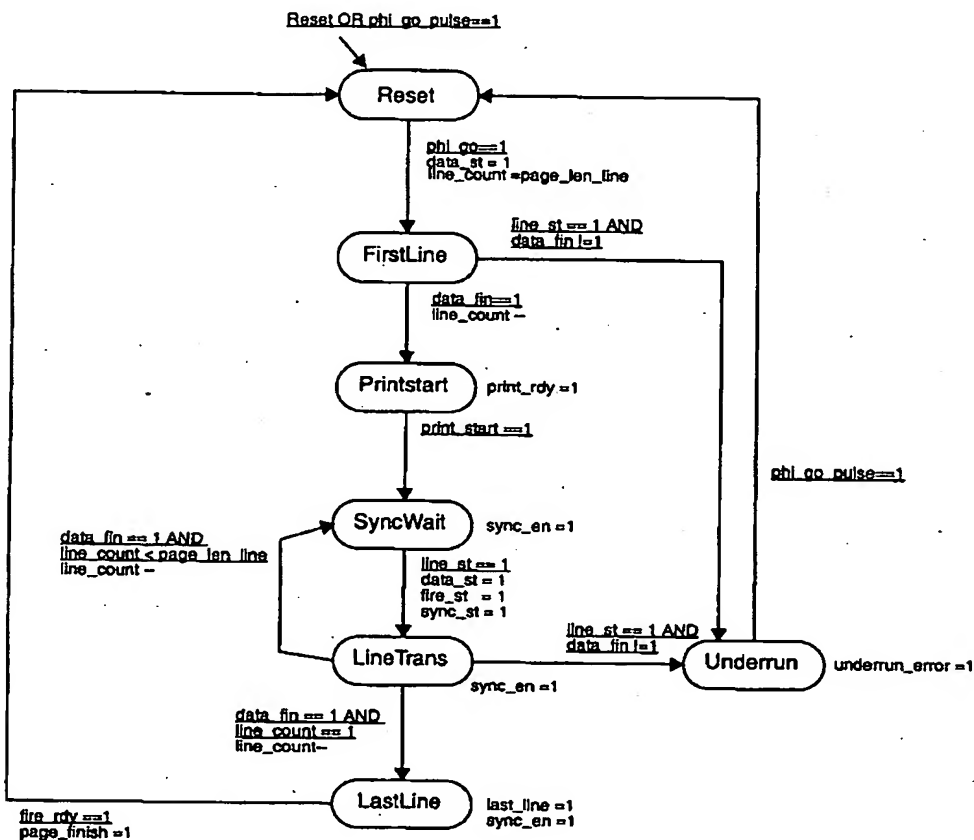 Reset OR phi_go_pulse==1
Reset
phi_go==1
data_st = 1
line_count =page_len_line
line_st == 1 AND
data_fin !=1
FirstLine
data_fin==1
line_count –
Printstart
print_rdy =1
print_start ==1
phi_go_pulse==1
SyncWait
sync_en =1
data_fin == 1 AND
line_count < page_len_line
line_count –
line_st == 1
data_st = 1
fire_st = 1
sync_st = 1
line_st == 1 AND
data_fin !=1
LineTrans
sync_en =1
Underrun
underrun_error =1
data_fin == 1 AND
line_count == 1
line_count–
LastLine
last_line =1
sync_en =1
fire_rdy ==1
page_finish =1